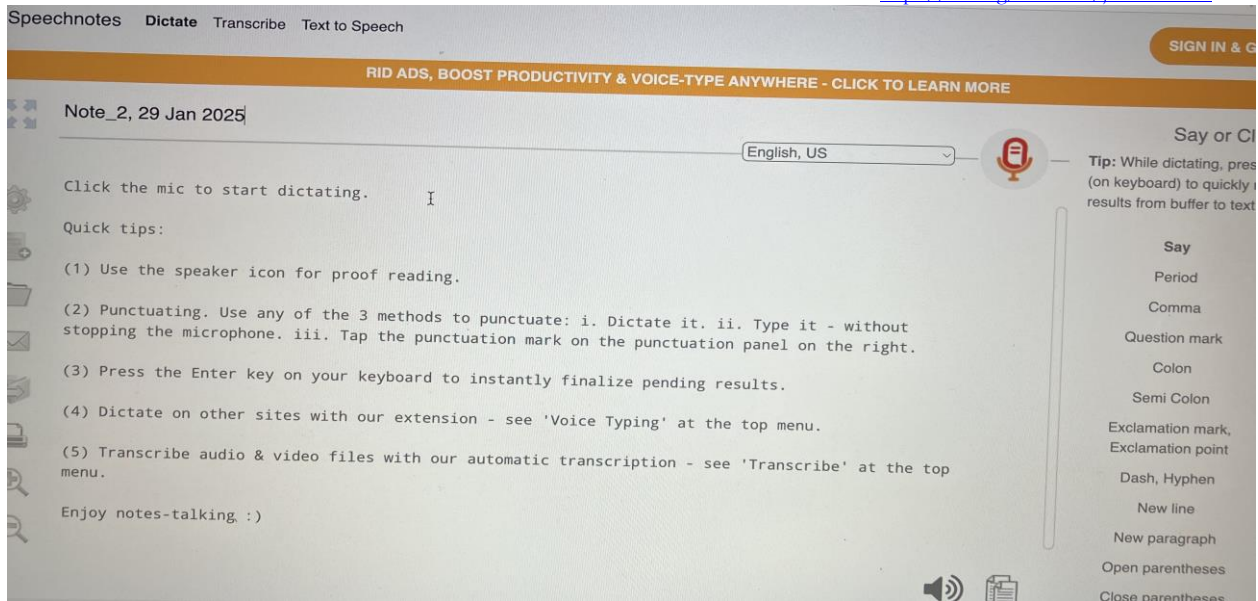 Speechnotes Dictate Transcribe Text to Speech
SIGN IN & G
RID ADS, BOOST PRODUCTIVITY & VOICE-TYPE ANYWHERE - CLICK TO LEARN MORE
Note_2, 29 Jan 2025
English, US
Click the mic to start dictating.
Quick tips:
(1) Use the speaker icon for proof reading.
(2) Punctuating. Use any of the 3 methods to punctuate: i. Dictate it. ii. Type it - without
stopping the microphone. iii. Tap the punctuation mark on the punctuation panel on the right.
(3) Press the Enter key on your keyboard to instantly finalize pending results.
(4) Dictate on other sites with our extension - see 'Voice Typing' at the top menu.
(5) Transcribe audio & video files with our automatic transcription - see 'Transcribe' at the top
menu.
Enjoy notes-talking :)
Say or Cl
Tip: While dictating, pres
(on keyboard) to quickly
results from buffer to text
Say
Period
Comma
Question mark
Colon
Semi Colon
Exclamation mark,
Exclamation point
Dash, Hyphen
New line
New paragraph
Open parentheses
Close parentheses